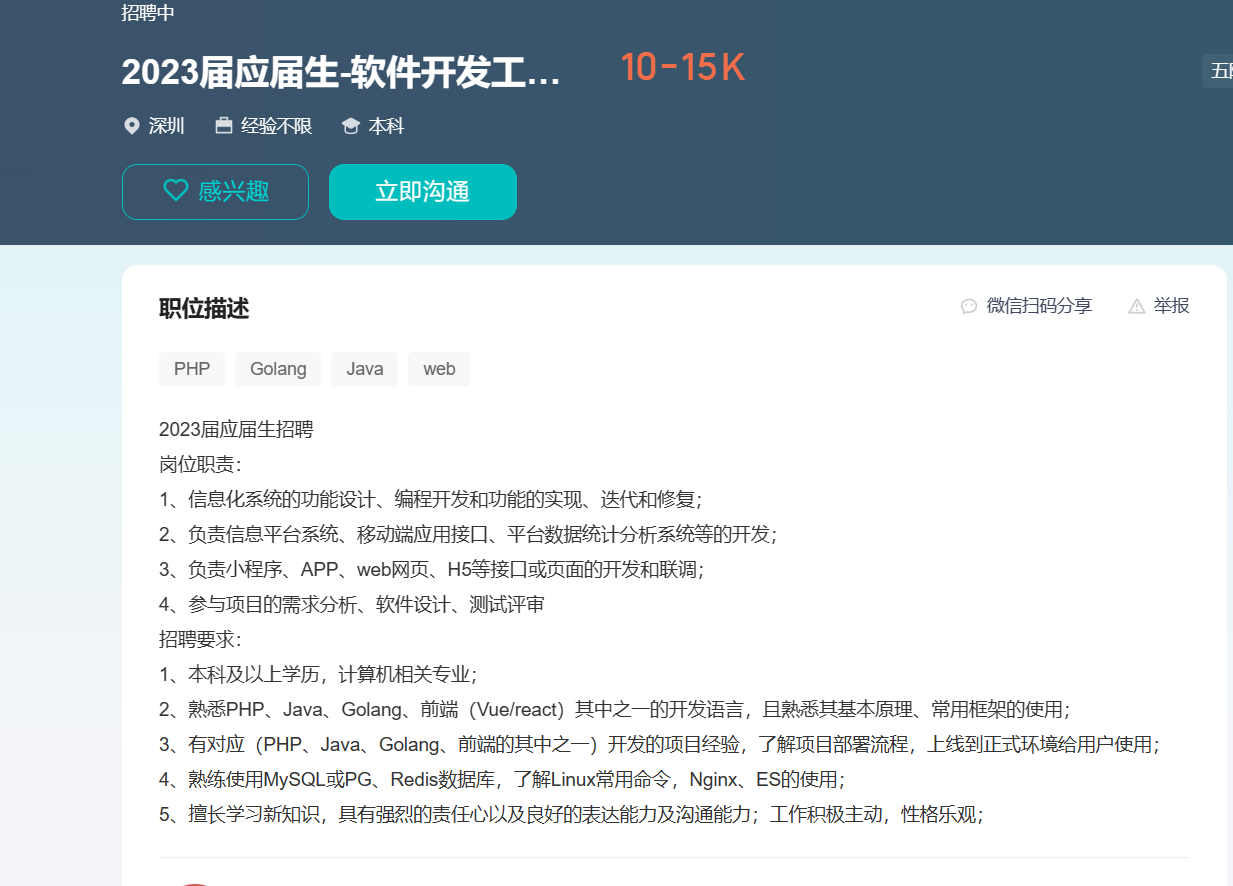 招聘中
2023届应届生-软件开发工… 10-15K
五
深圳 经验不限 本科
感兴趣 立即沟通
职位描述 微信扫码分享 举报
PHP Golang Java web
2023届应届生招聘
岗位职责：
1、信息化系统的功能设计、编程开发和功能的实现、迭代和修复；
2、负责信息平台系统、移动端应用接口、平台数据统计分析系统等的开发；
3、负责小程序、APP、web网页、H5等接口或页面的开发和联调；
4、参与项目的需求分析、软件设计、测试评审
招聘要求：
1、本科及以上学历，计算机相关专业；
2、熟悉PHP、Java、Golang、前端（Vue/react）其中之一的开发语言，且熟悉其基本原理、常用框架的使用；
3、有对应（PHP、Java、Golang、前端的其中之一）开发的项目经验，了解项目部署流程，上线到正式环境给用户使用；
4、熟练使用MySQL或PG、Redis数据库，了解Linux常用命令，Nginx、ES的使用；
5、擅长学习新知识，具有强烈的责任心以及良好的表达能力及沟通能力；工作积极主动，性格乐观；